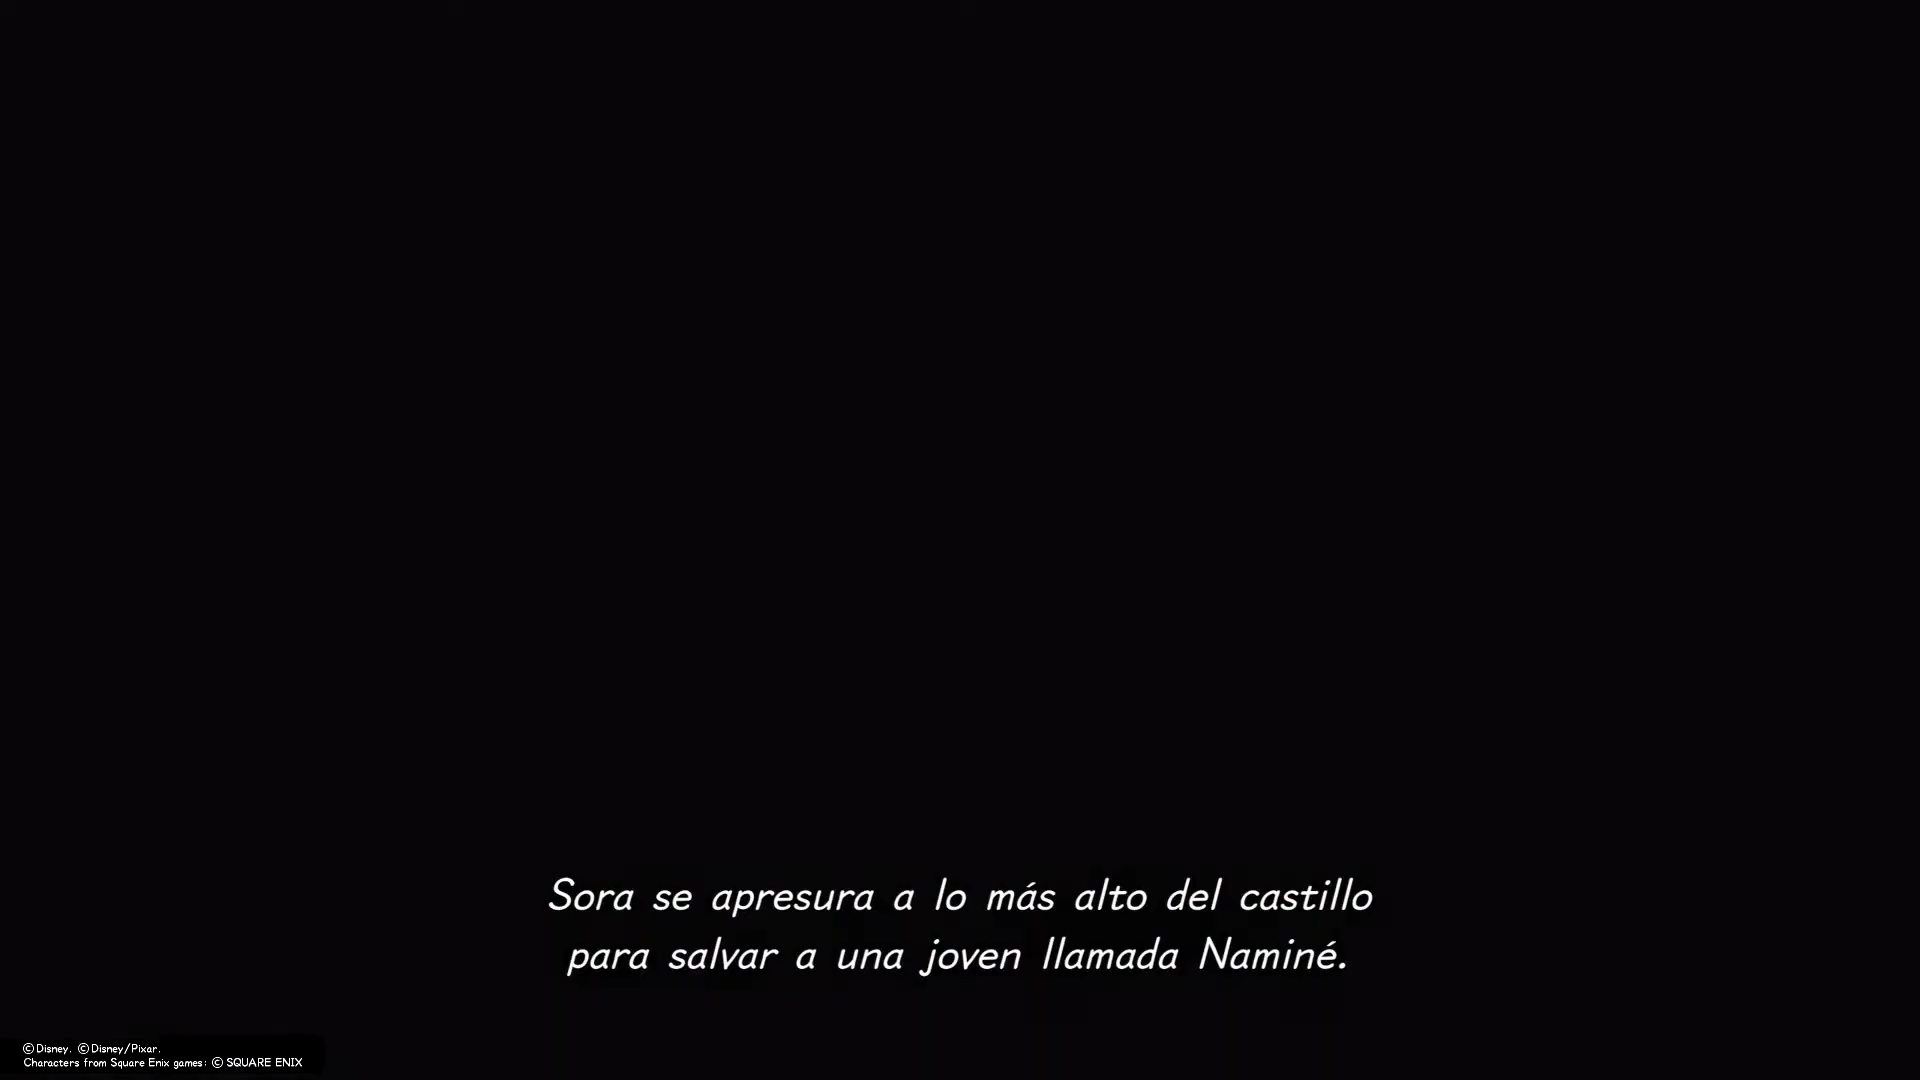 Sora se apresura a lo más alto del castillo
para salvar a una joven llamada Naminé.
©Disney. ©Disney/Pixar.
Characters from Square Enix games: © SQUARE ENIX